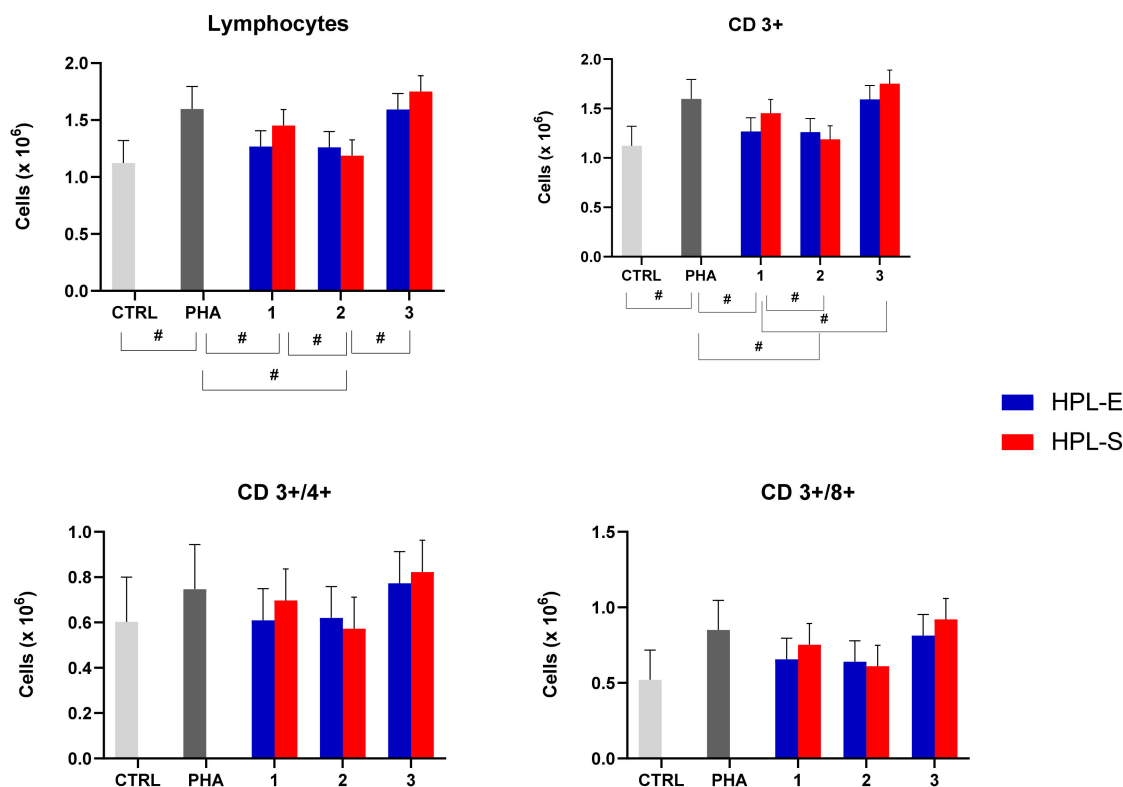 Lymphocytes
Cells (x 10⁶)
2.0
1.5
1.0
0.5
0.0
CTRL PHA 1 2 3
# # # #
#
CD 3+
Cells (x 10⁶)
2.0
1.5
1.0
0.5
0.0
CTRL PHA 1 2 3
# # #
#
#
HPL-E
HPL-S
CD 3+/4+
Cells (x 10⁶)
1.0
0.8
0.6
0.4
0.2
0.0
CTRL PHA 1 2 3
CD 3+/8+
Cells (x 10⁶)
1.5
1.0
0.5
0.0
CTRL PHA 1 2 3